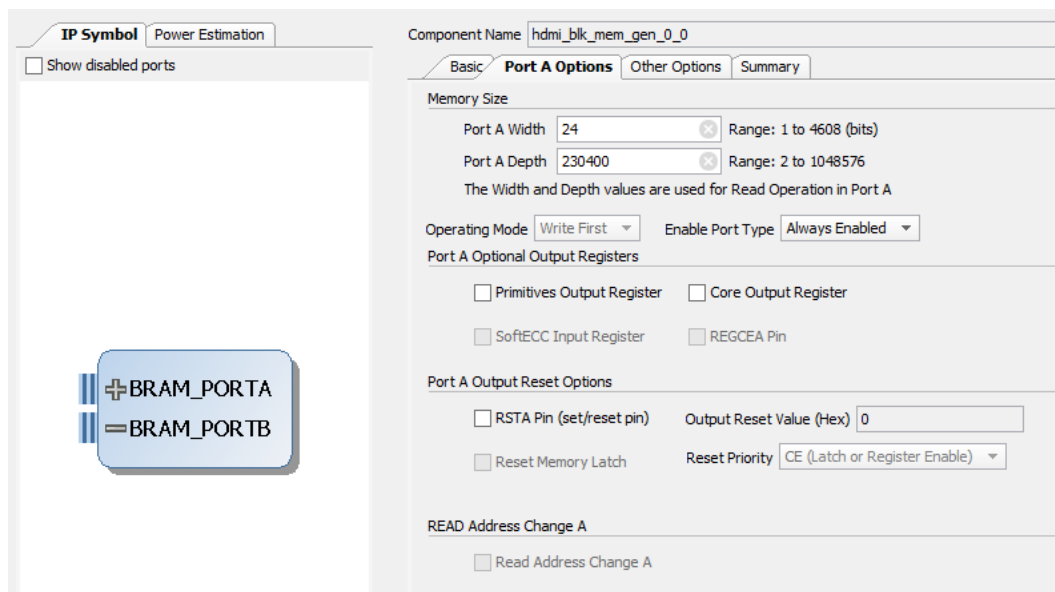 IP Symbol Power Estimation
Show disabled ports
BRAM_PORTA
BRAM_PORTB
Component Name hdmi_blk_mem_gen_0_0
Basic Port A Options Other Options Summary
Memory Size
Port A Width 24 Range: 1 to 4608 (bits)
Port A Depth 230400 Range: 2 to 1048576
The Width and Depth values are used for Read Operation in Port A
Operating Mode Write First Enable Port Type Always Enabled
Port A Optional Output Registers
Primitives Output Register Core Output Register
SoftECC Input Register REGCEA Pin
Port A Output Reset Options
RSTA Pin (set/reset pin) Output Reset Value (Hex) 0
Reset Memory Latch Reset Priority CE (Latch or Register Enable)
READ Address Change A
Read Address Change A